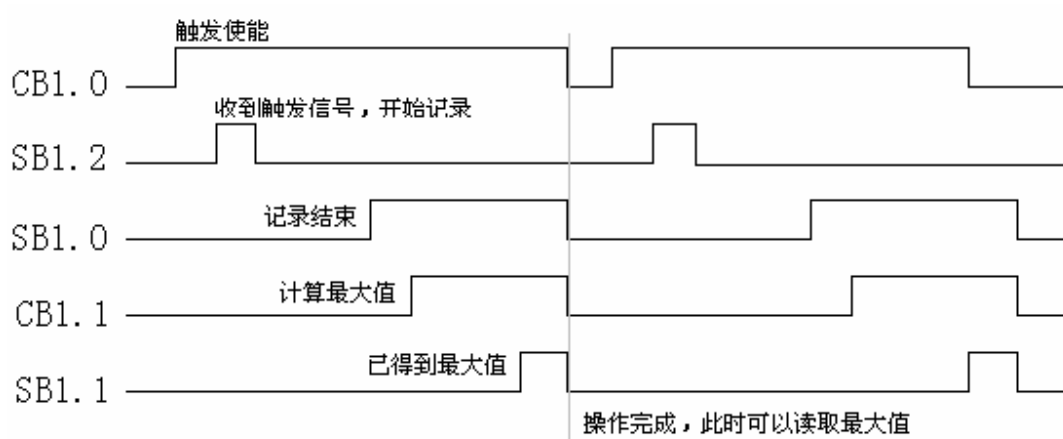 触发使能
CB1.0
收到触发信号，开始记录
SB1.2
记录结束
SB1.0
计算最大值
CB1.1
已得到最大值
SB1.1
操作完成，此时可以读取最大值